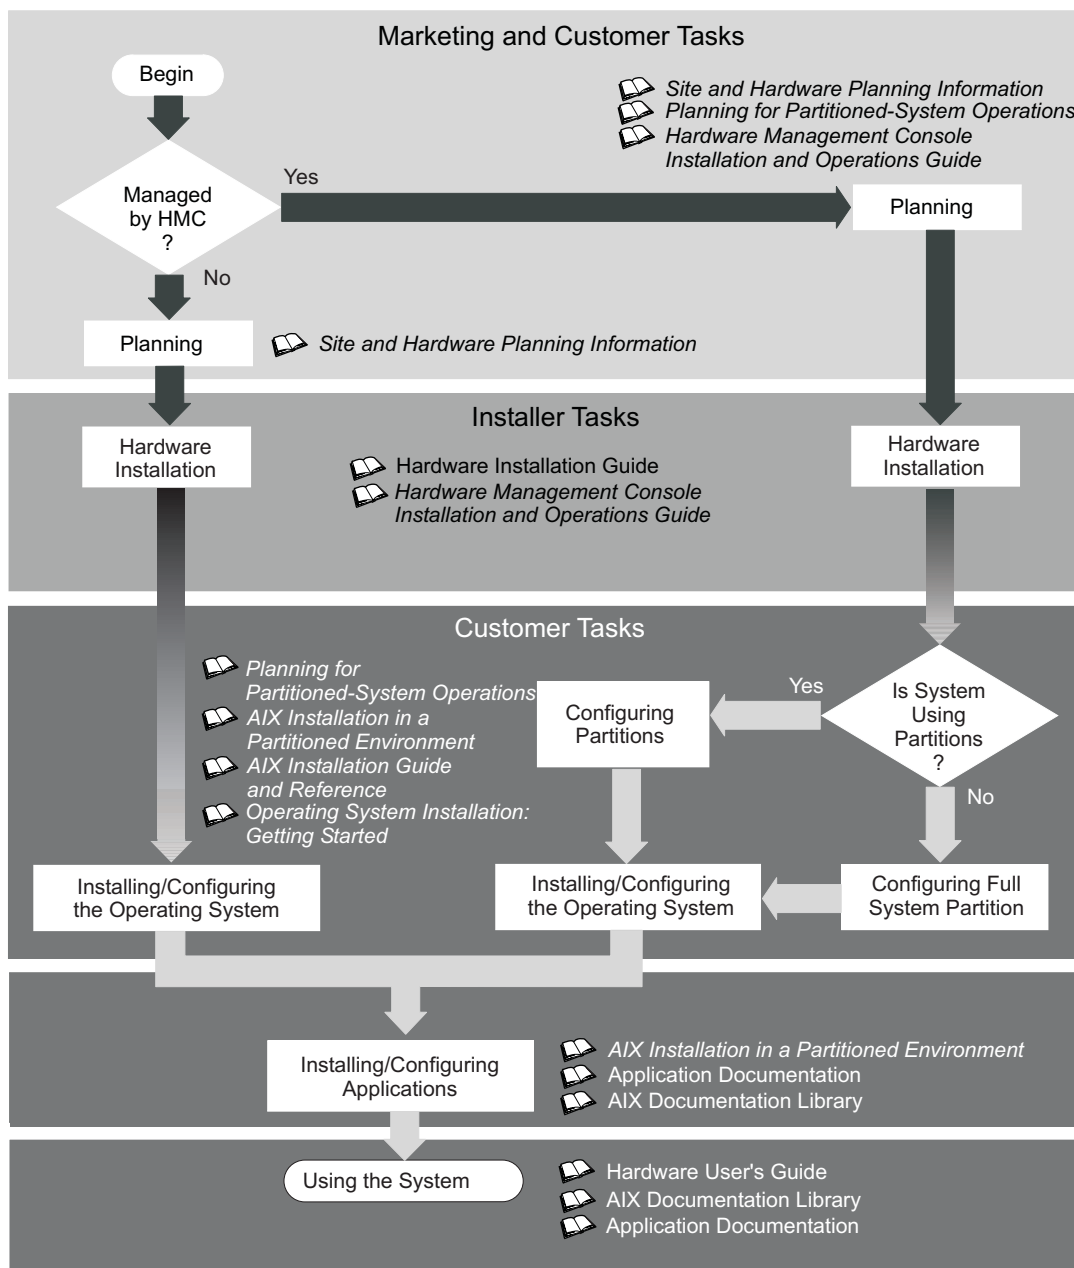 Marketing and Customer Tasks
Begin
Site and Hardware Planning Information
Planning for Partitioned-System Operations
Hardware Management Console
Installation and Operations Guide
Managed
by HMC
?
Yes
Planning
No
Planning
Site and Hardware Planning Information
Installer Tasks
Hardware
Installation
Hardware Installation Guide
Hardware Management Console
Installation and Operations Guide
Hardware
Installation
Customer Tasks
Planning for
Partitioned-System Operations
AIX Installation in a
Partitioned Environment
AIX Installation Guide
and Reference
Operating System Installation:
Getting Started
Configuring
Partitions
Yes
Is System
Using
Partitions
?
No
Installing/Configuring
the Operating System
Installing/Configuring
the Operating System
Configuring Full
System Partition
Installing/Configuring
Applications
AIX Installation in a Partitioned Environment
Application Documentation
AIX Documentation Library
Using the System
Hardware User's Guide
AIX Documentation Library
Application Documentation